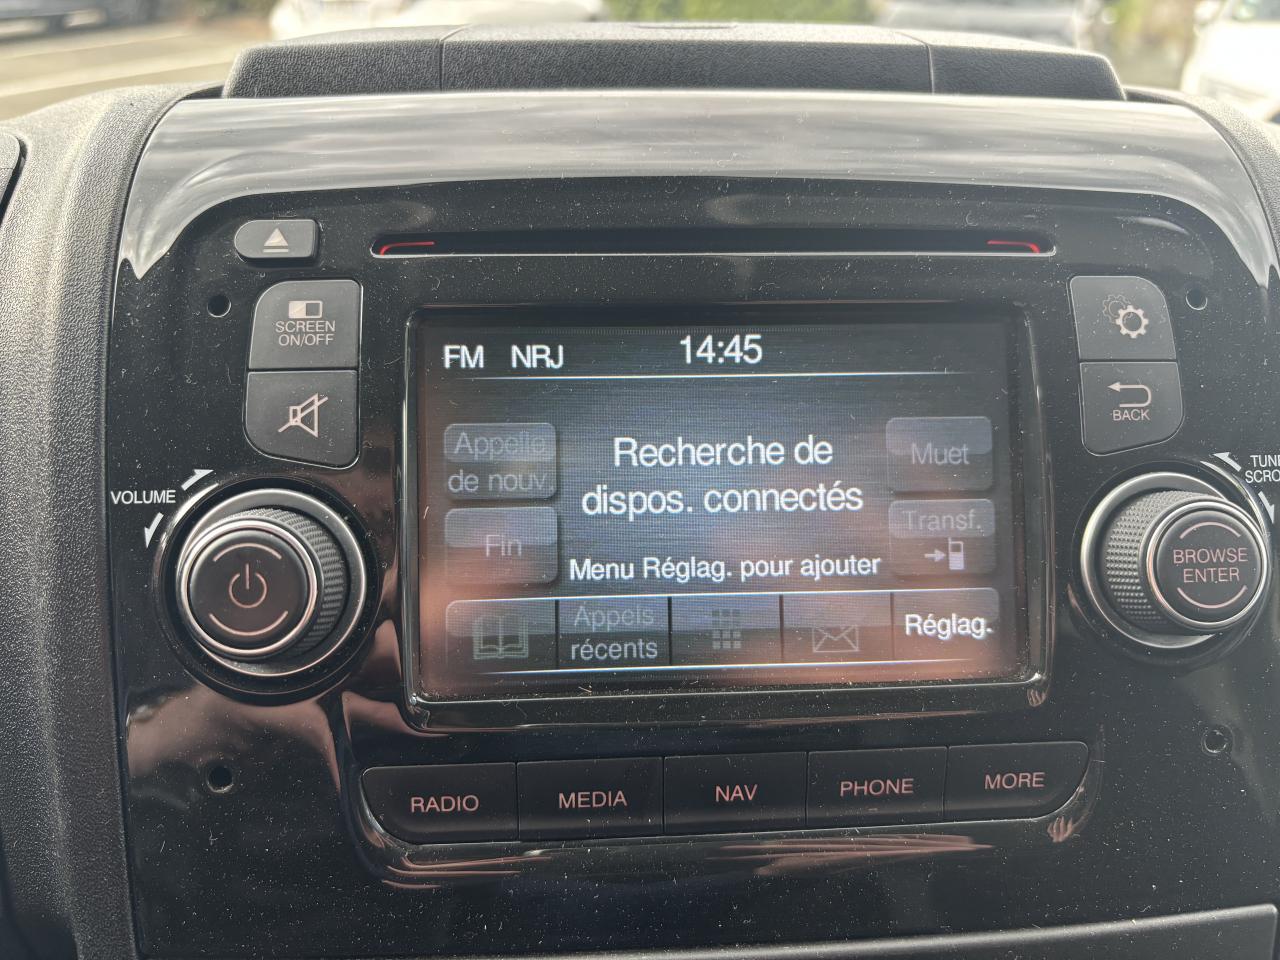 SCREEN
ON/OFF
FM NRJ 14:45
Appelle
de nouv.
Recherche de
dispos. connectés
Muet
Fin
Transf.
Menu Réglag. pour ajouter
Appels
récents
Réglag.
BACK
VOLUME
TUNE
BROWSE
ENTER
RADIO
MEDIA
NAV
PHONE
MORE